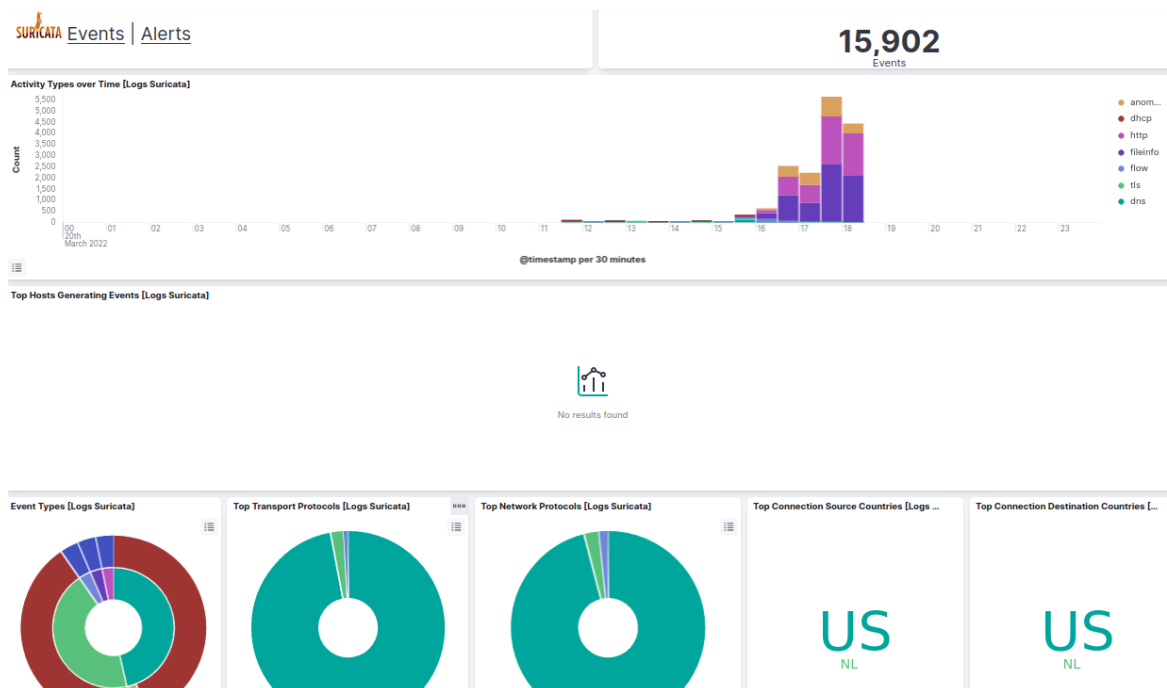 SURICATA Events | Alerts
15,902
Events
Activity Types over Time [Logs Suricata]
5,500
5,000
4,500
4,000
3,500
3,000
2,500
2,000
1,500
1,000
500
0
Count
00 01 02 03 04 05 06 07 08 09 10 11 12 13 14 15 16 17 18 19 20 21 22 23
20th
March 2022
@timestamp per 30 minutes
anom...
dhcp
http
fileinfo
flow
tls
dns
Top Hosts Generating Events [Logs Suricata]
No results found
Event Types [Logs Suricata]
Top Transport Protocols [Logs Suricata]
Top Network Protocols [Logs Suricata]
Top Connection Source Countries [Logs ...
Top Connection Destination Countries [...
US
NL
US
NL